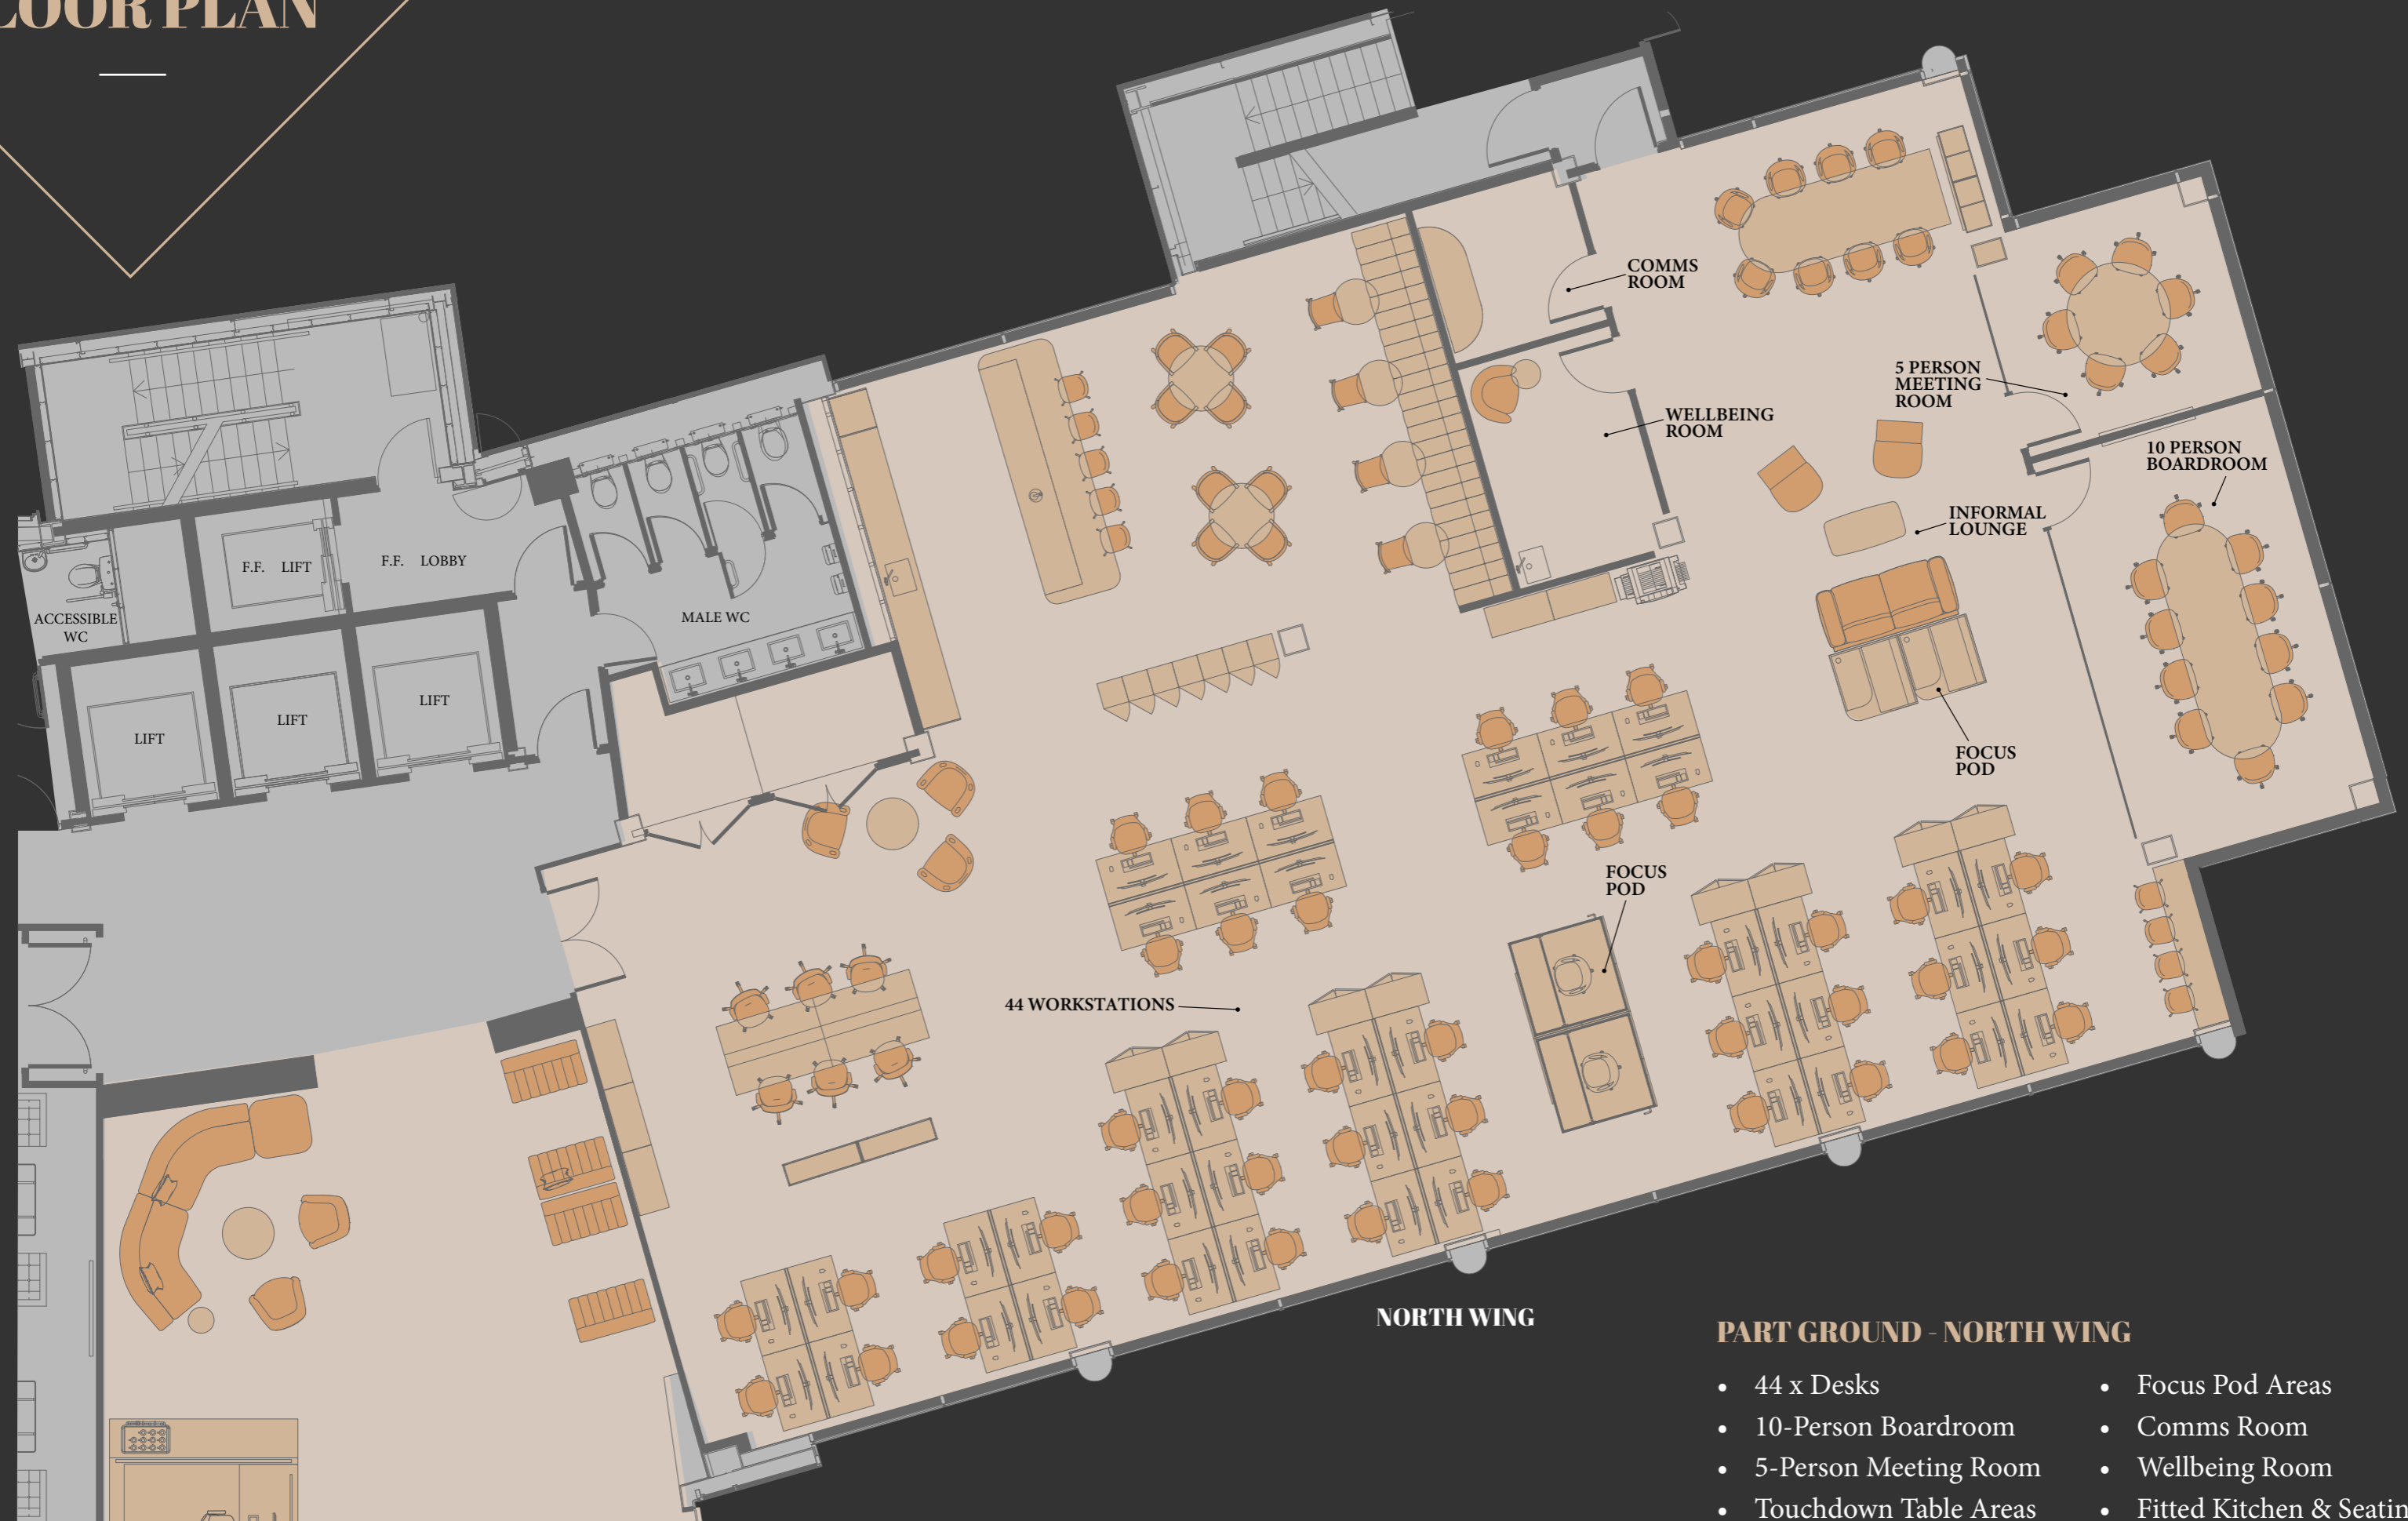 FLOOR PLAN
COMMS
ROOM
5 PERSON
MEETING
ROOM
WELLBEING
ROOM
10 PERSON
BOARDROOM
INFORMAL
LOUNGE
F.F. LIFT
F.F. LOBBY
ACCESSIBLE
WC
MALE WC
LIFT
LIFT
LIFT
FOCUS
POD
FOCUS
POD
44 WORKSTATIONS
NORTH WING
PART GROUND - NORTH WING
• 44 x Desks
• 10-Person Boardroom
• 5-Person Meeting Room
• Touchdown Table Areas
• Focus Pod Areas
• Comms Room
• Wellbeing Room
• Fitted Kitchen & Seatin